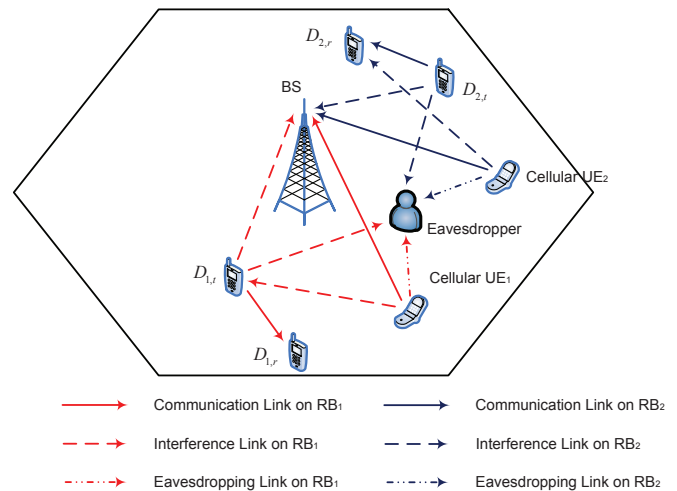 D2,r
D2,t
BS
Cellular UE2
Eavesdropper
D1,t
Cellular UE1
D1,r
Communication Link on RB1
Communication Link on RB2
Interference Link on RB1
Interference Link on RB2
Eavesdropping Link on RB1
Eavesdropping Link on RB2